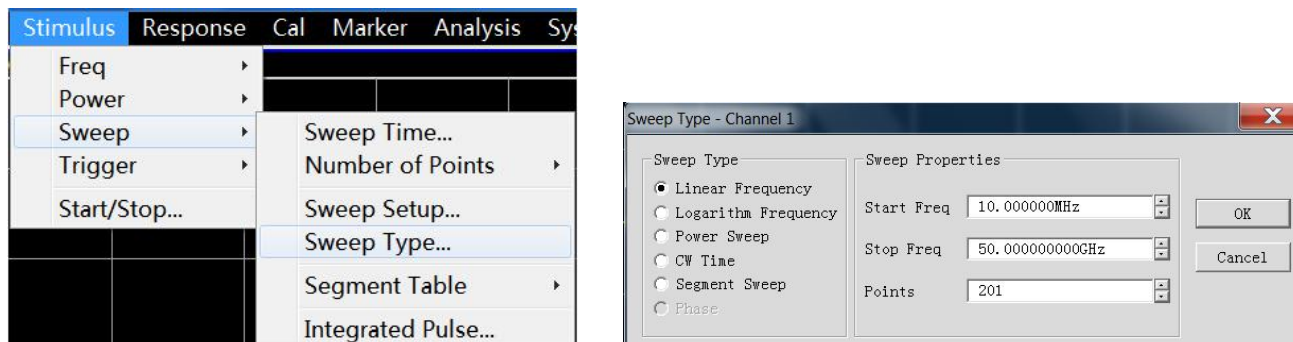 Stimulus Response Cal Marker Analysis
Freq
Power
Sweep
Trigger
Start/Stop...
Sweep Time...
Number of Points
Sweep Setup...
Sweep Type...
Segment Table
Integrated Pulse...
Sweep Type - Channel 1
Sweep Type
Linear Frequency
Logarithm Frequency
Power Sweep
CW Time
Segment Sweep
Phase
Sweep Properties
Start Freq 10.000000MHz
Stop Freq 50.000000000GHz
Points 201
OK
Cancel